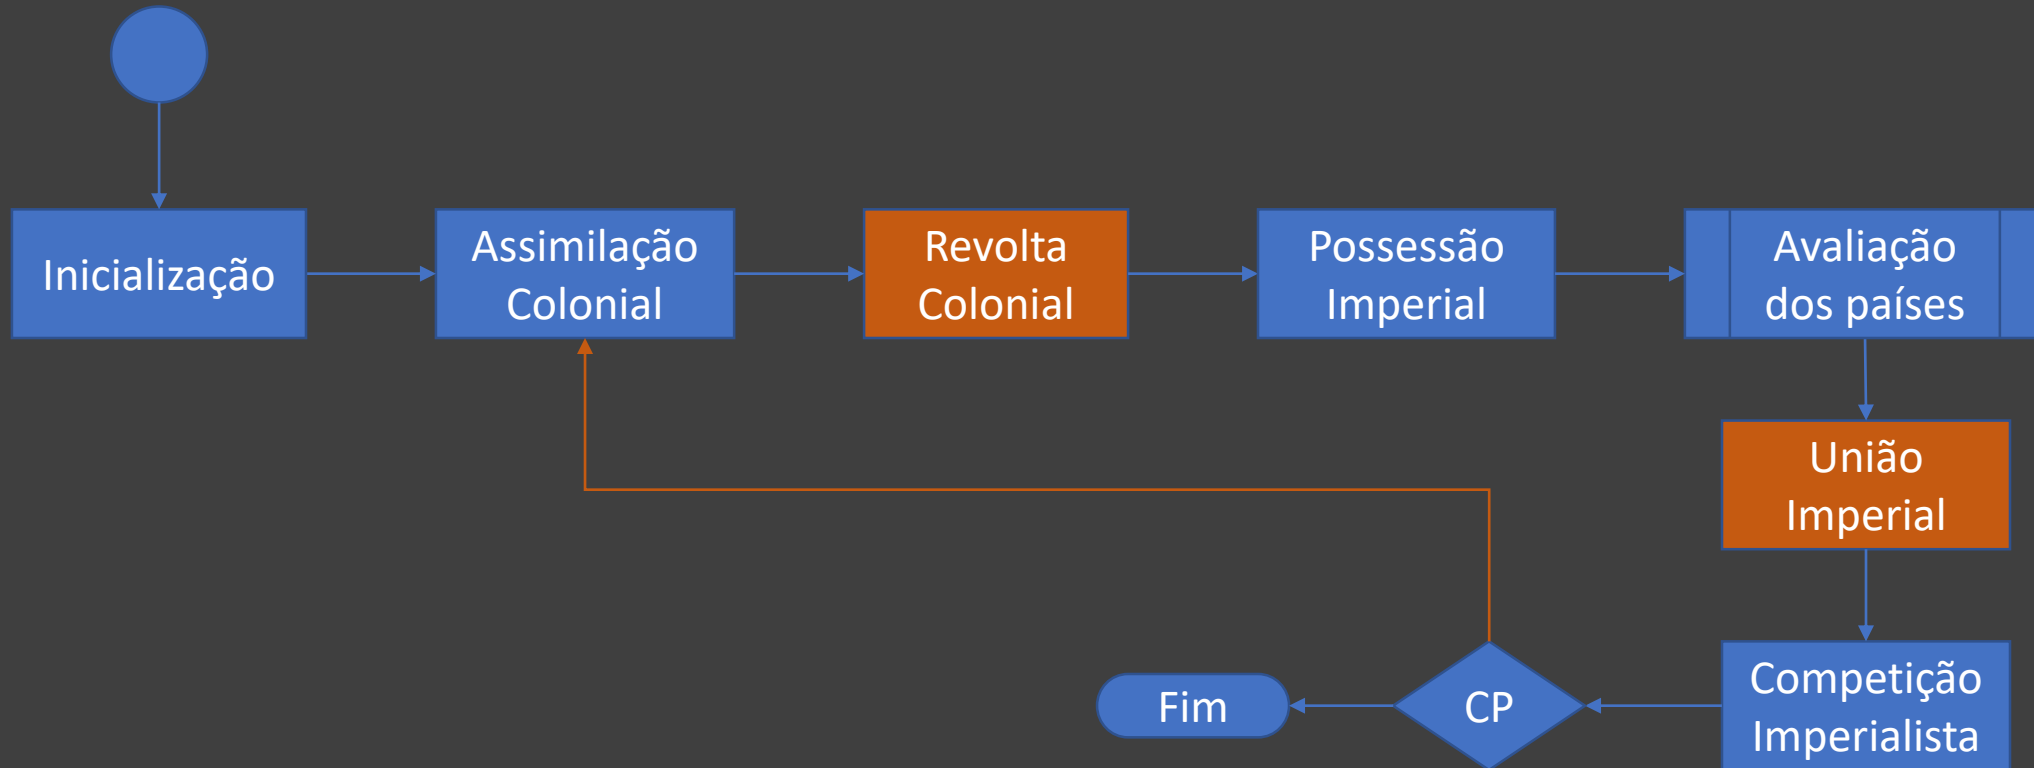 Inicialização
Assimilação
Colonial
Revolta
Colonial
Possessão
Imperial
Avaliação
dos países
União
Imperial
Competição
Imperialista
CP
Fim